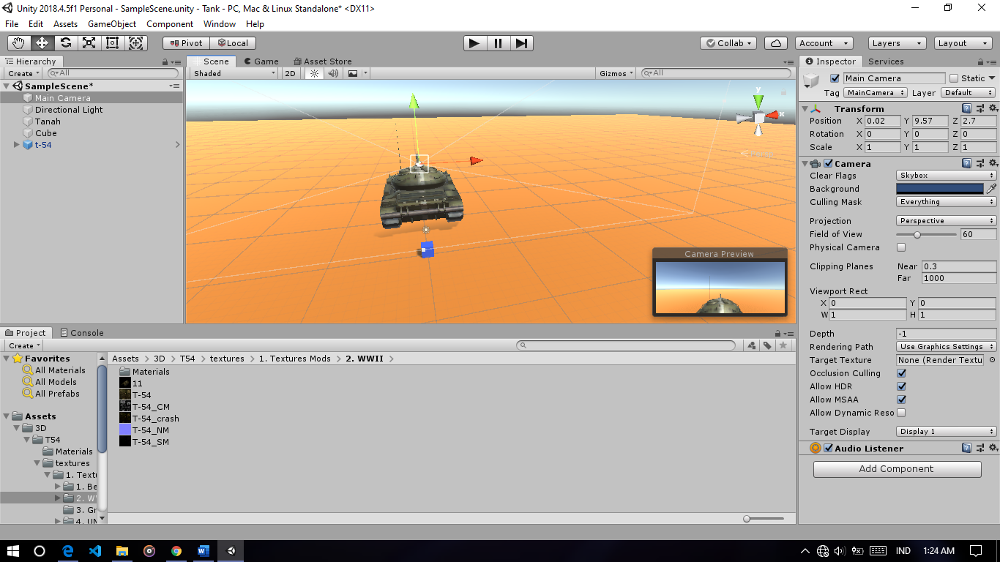 Unity 2018.4.5f1 Personal - SampleScene.unity - Tank - PC, Mac & Linux Standalone* <DX11>
File Edit Assets GameObject Component Window Help
Pivot Local Collab Account Layers Layout
Hierarchy
Create All
SampleScene*
Main Camera
Directional Light
Tanah
Cube
t-54
Scene Game Asset Store
Shaded 2D Gizmos All
y
x
Camera Preview
Inspector Services
Main Camera Static
Tag MainCamera Layer Default
Transform
Position X 0.02 Y 9.57 Z 2.7
Rotation X 0 Y 0 Z 0
Scale X 1 Y 1 Z 1
Camera
Clear Flags Skybox
Background
Culling Mask Everything
Projection Perspective
Field of View 60
Physical Camera
Clipping Planes Near 0.3
Far 1000
Viewport Rect
X 0 Y 0
W 1 H 1
Depth -1
Rendering Path Use Graphics Settings
Target Texture None (Render Textu
Occlusion Culling
Allow HDR
Allow MSAA
Allow Dynamic Reso
Target Display Display 1
Audio Listener
Add Component
Project Console
Create
Favorites
All Materials
All Models
All Prefabs
Assets
3D
T54
Materials
textures
1. Textu
1. Be
2. W
3. Gr
4. UN
Assets > 3D > T54 > textures > 1. Textures Mods > 2. WWII >
Materials
11
T-54
T-54_CM
T-54_crash
T-54_NM
T-54_SM
IND 1:24 AM